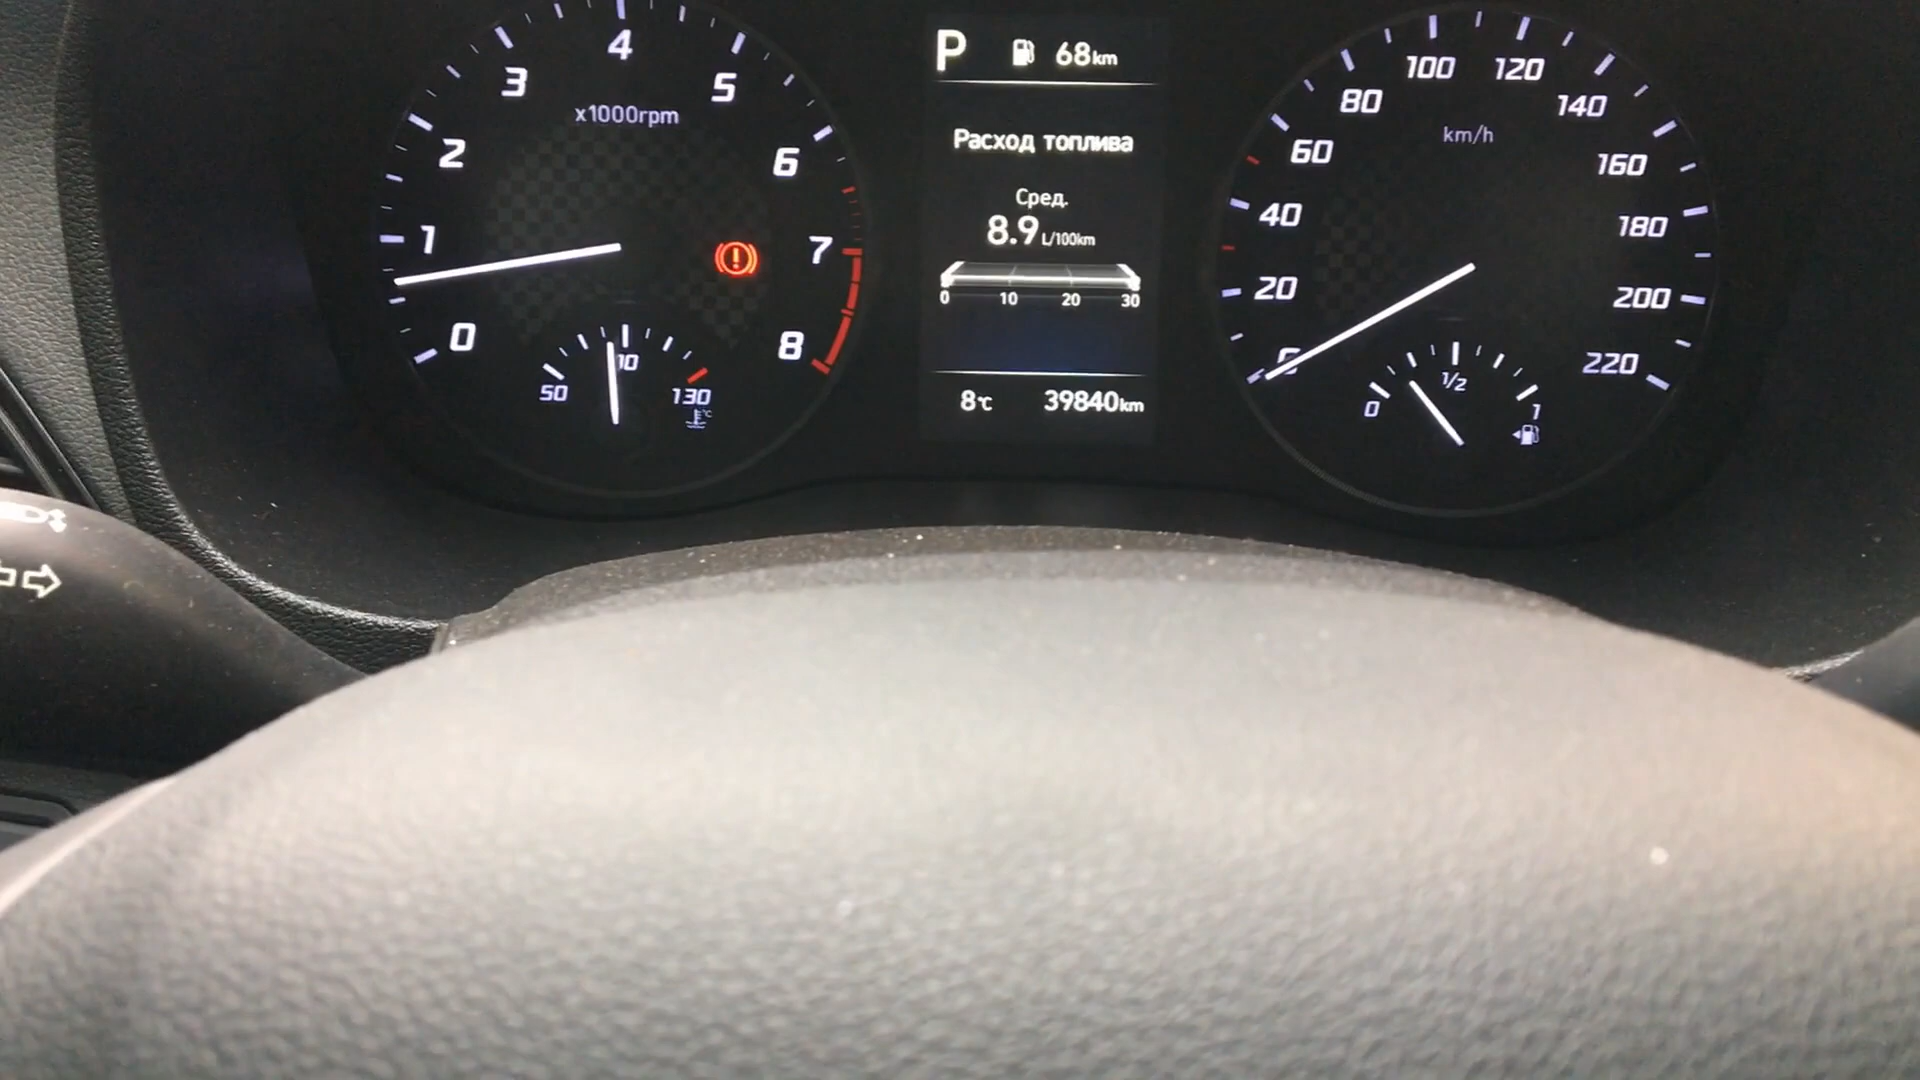 P 68km
Расход топлива
Сред.
8.9 L/100km
0 10 20 30
8℃ 39840km
0 1 2 3 4 5 6 7 8
x1000rpm
50 130
0 20 40 60 80 100 120 140 160 180 200 220
km/h
0 1/2 1